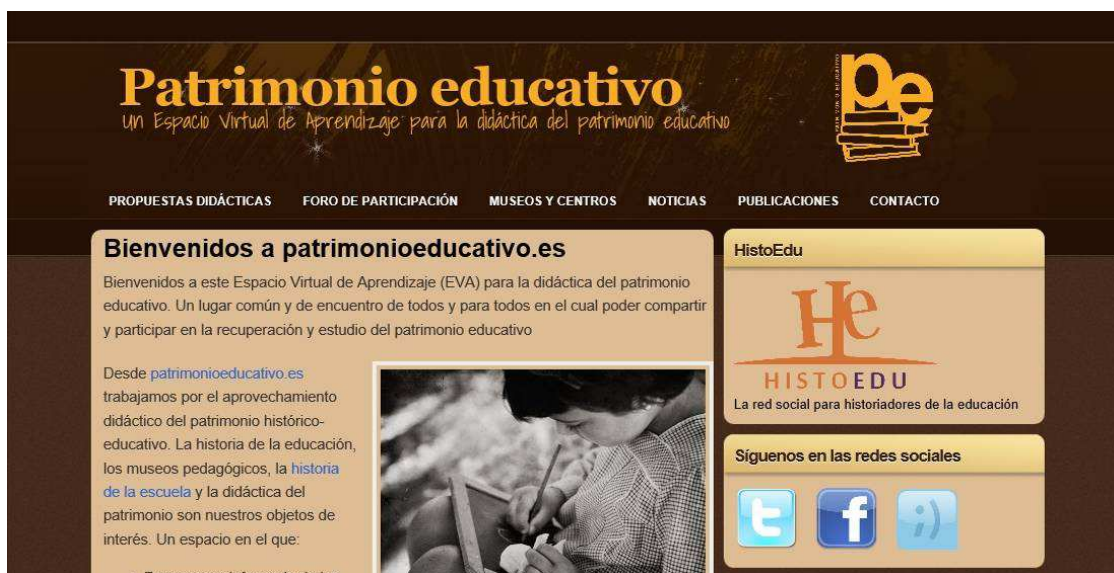 Patrimonio educativo
Un Espacio Virtual de Aprendizaje para la didáctica del patrimonio educativo
pe
PROPUESTAS DIDÁCTICAS FORO DE PARTICIPACIÓN MUSEOS Y CENTROS NOTICIAS PUBLICACIONES CONTACTO
Bienvenidos a patrimonioeducativo.es
Bienvenidos a este Espacio Virtual de Aprendizaje (EVA) para la didáctica del patrimonio
educativo. Un lugar común y de encuentro de todos y para todos en el cual poder compartir
y participar en la recuperación y estudio del patrimonio educativo
Desde patrimonioeducativo.es
trabajamos por el aprovechamiento
didáctico del patrimonio histórico-
educativo. La historia de la educación,
los museos pedagógicos, la historia
de la escuela y la didáctica del
patrimonio son nuestros objetos de
interés. Un espacio en el que:
HistoEdu
He
HISTOEDU
La red social para historiadores de la educación
Síguenos en las redes sociales
t f ;)